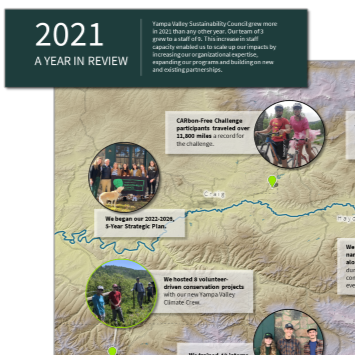 2021
A YEAR IN REVIEW
Yampa Valley Sustainability Council grew more
in 2021 than any other year. Our team of 3
grew to a staff of 9. This increase in staff
capacity enabled us to scale up our impacts by
increasing our organizational expertise,
expanding our programs and building on new
and existing partnerships.
CARbon-Free Challenge
participants traveled over
11,800 miles a record for
the challenge.
We began our 2022-2026,
5-Year Strategic Plan.
We
We hosted 8 volunteer-
driven conservation projects
with our new Yampa Valley
Climate Crew.